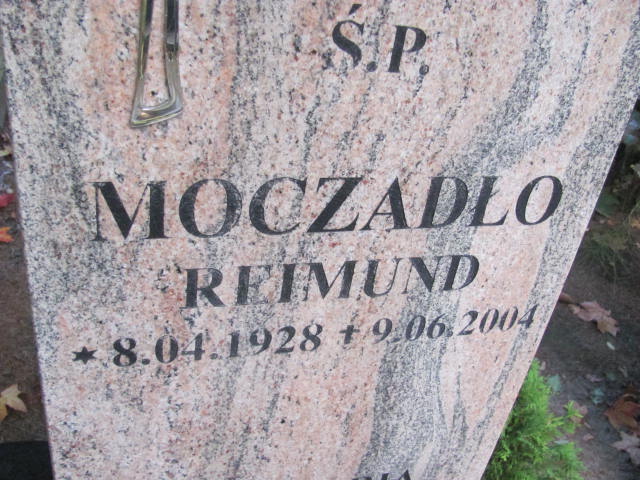 Ś.P.
MOCZADŁO
REIMUND
★ 8.04.1928 ✝ 9.06.2004